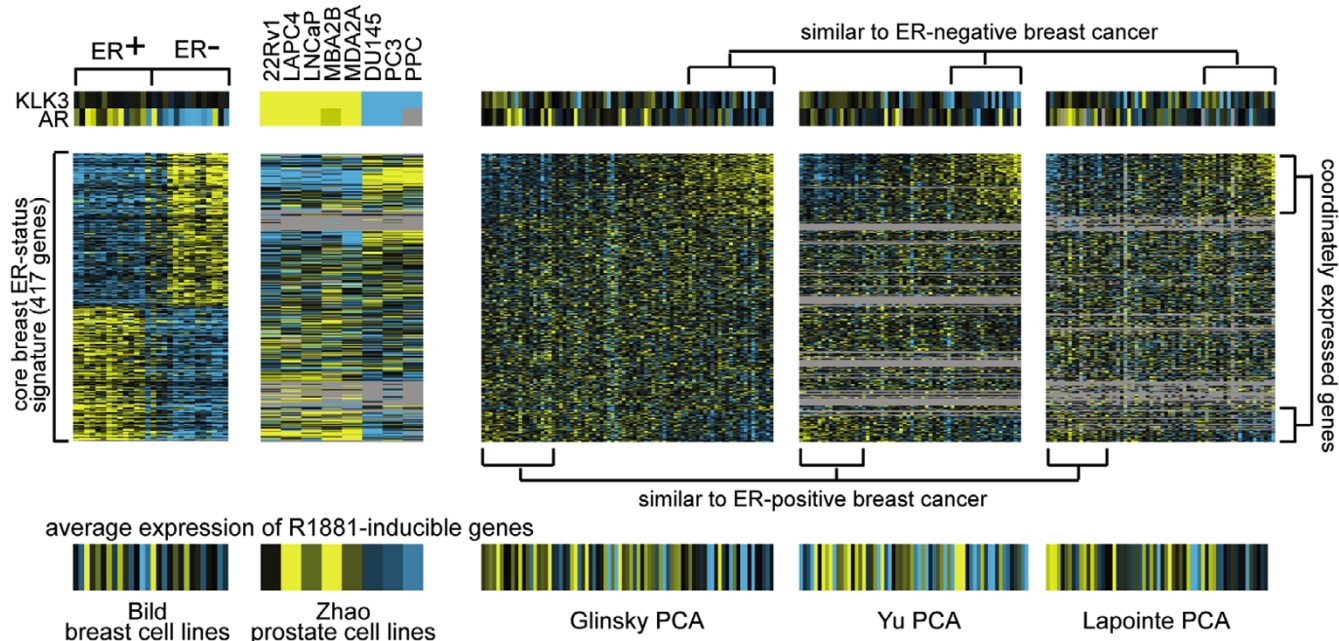 similar to ER-negative breast cancer
ER+ ER-
22Rv1
LAPC4
LNCaP
MBA2B
MDA2A
DU145
PC3
PPC
KLK3
AR
core breast ER-status
signature (417 genes)
coordinately expressed genes
similar to ER-positive breast cancer
average expression of R1881-inducible genes
Bild
breast cell lines
Zhao
prostate cell lines
Glinsky PCA
Yu PCA
Lapointe PCA